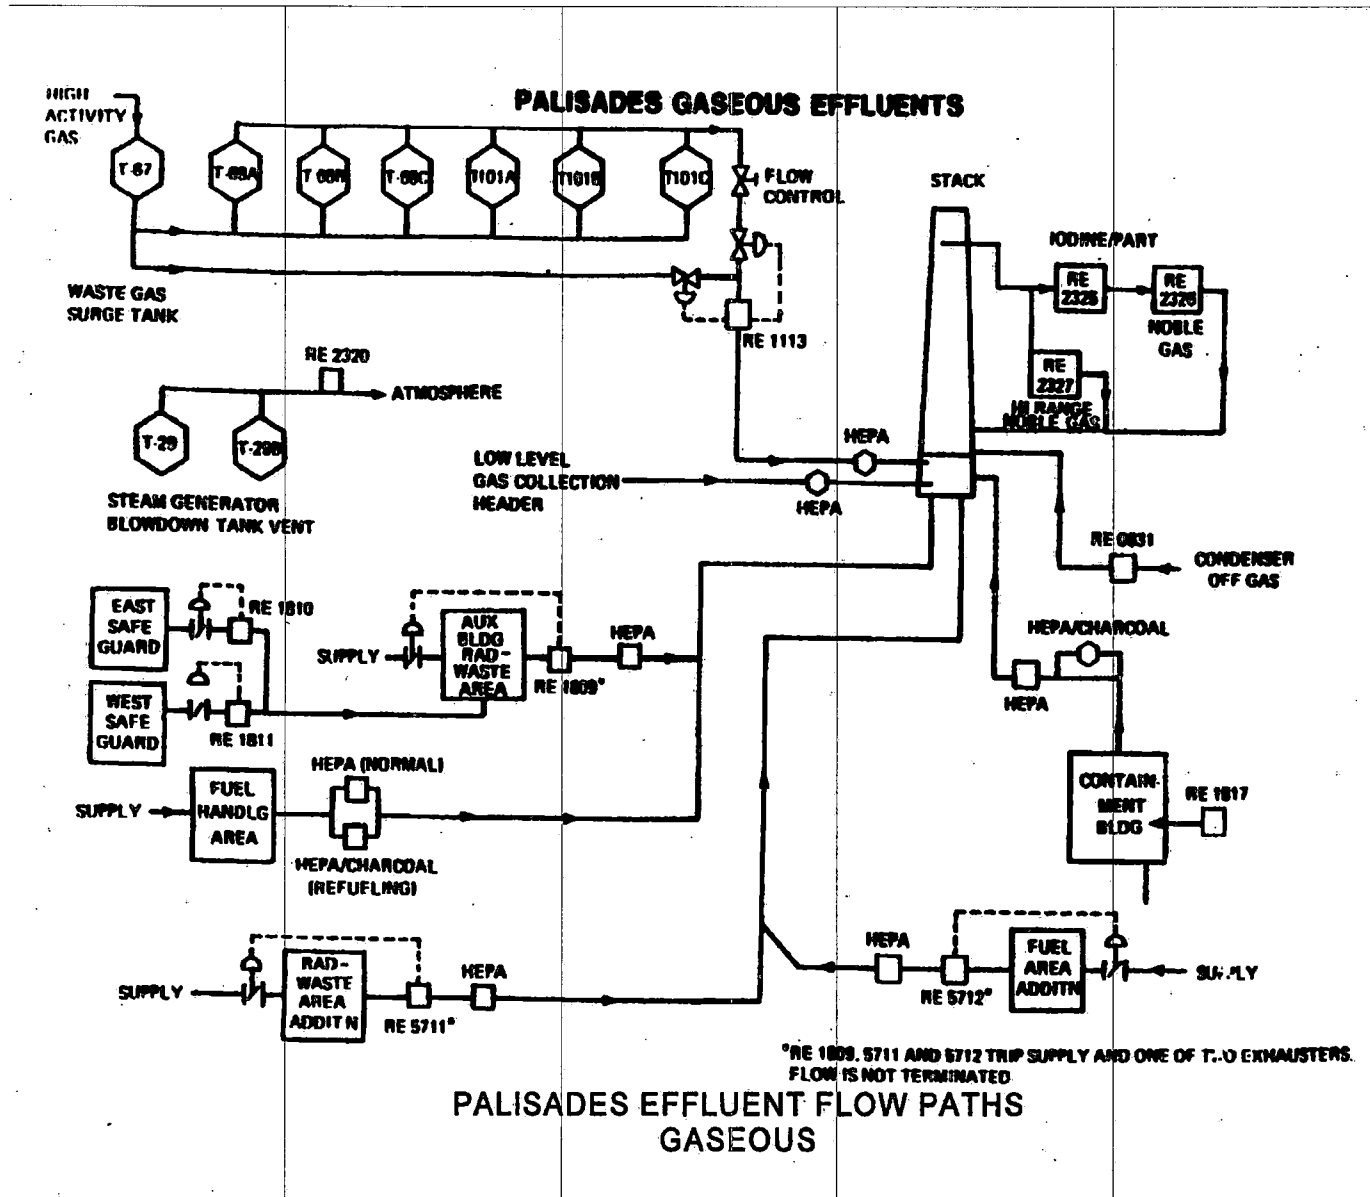 PALISADES GASEOUS EFFLUENTS
HIGH
ACTIVITY
GAS
T-67
T-68A
T-68B
T-68C
T101A
T101B
T101C
FLOW
CONTROL
STACK
IODINE/PART
RE
2325
RE
2326
NOBLE
GAS
RE
2327
HI RANGE
NOBLE GAS
WASTE GAS
SURGE TANK
RE 1113
RE 2320
ATMOSPHERE
T-29
T-29B
STEAM GENERATOR
BLOWDOWN TANK VENT
HEPA
LOW LEVEL
GAS COLLECTION
HEADER
HEPA
RE 0631
CONDENSER
OFF GAS
EAST
SAFE
GUARD
RE 1810
WEST
SAFE
GUARD
RE 1811
SUPPLY
AUX
BLDG
RAD-
WASTE
AREA
RE 1809*
HEPA
HEPA/CHARCOAL
HEPA
SUPPLY
FUEL
HANDLG
AREA
HEPA (NORMAL)
HEPA/CHARCOAL
(REFUFLING)
CONTAIN-
MENT
BLDG
RE 1817
SUPPLY
RAD-
WASTE
AREA
ADDIT N
RE 5711*
HEPA
HEPA
RE 5712*
FUEL
AREA
ADDITN
*RE 1809, 5711 AND 5712 TRIP SUPPLY AND ONE OF EXHAUSTERS.
FLOW IS NOT TERMINATED
PALISADES EFFLUENT FLOW PATHS
GASEOUS